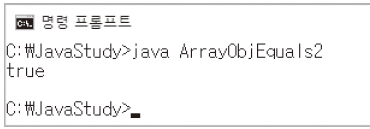 명령 프롬프트
C:₩JavaStudy>java ArrayObjEquals2
true
C:₩JavaStudy>